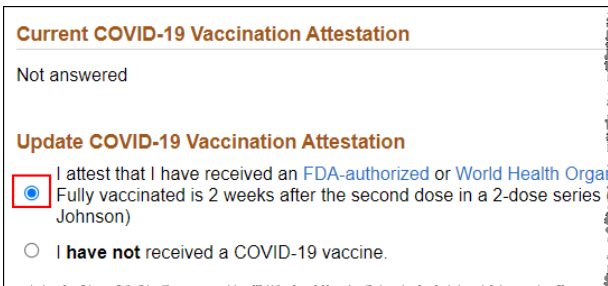 Current COVID-19 Vaccination Attestation
Not answered
Update COVID-19 Vaccination Attestation
I attest that I have received an FDA-authorized or World Health
Fully vaccinated is 2 weeks after the second dose in a 2-dose series
Johnson)
I have not received a COVID-19 vaccine.